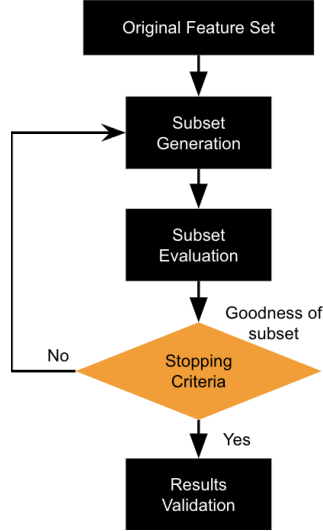 Original Feature Set
Subset
Generation
Subset
Evaluation
Goodness of
subset
No
Stopping
Criteria
Yes
Results
Validation